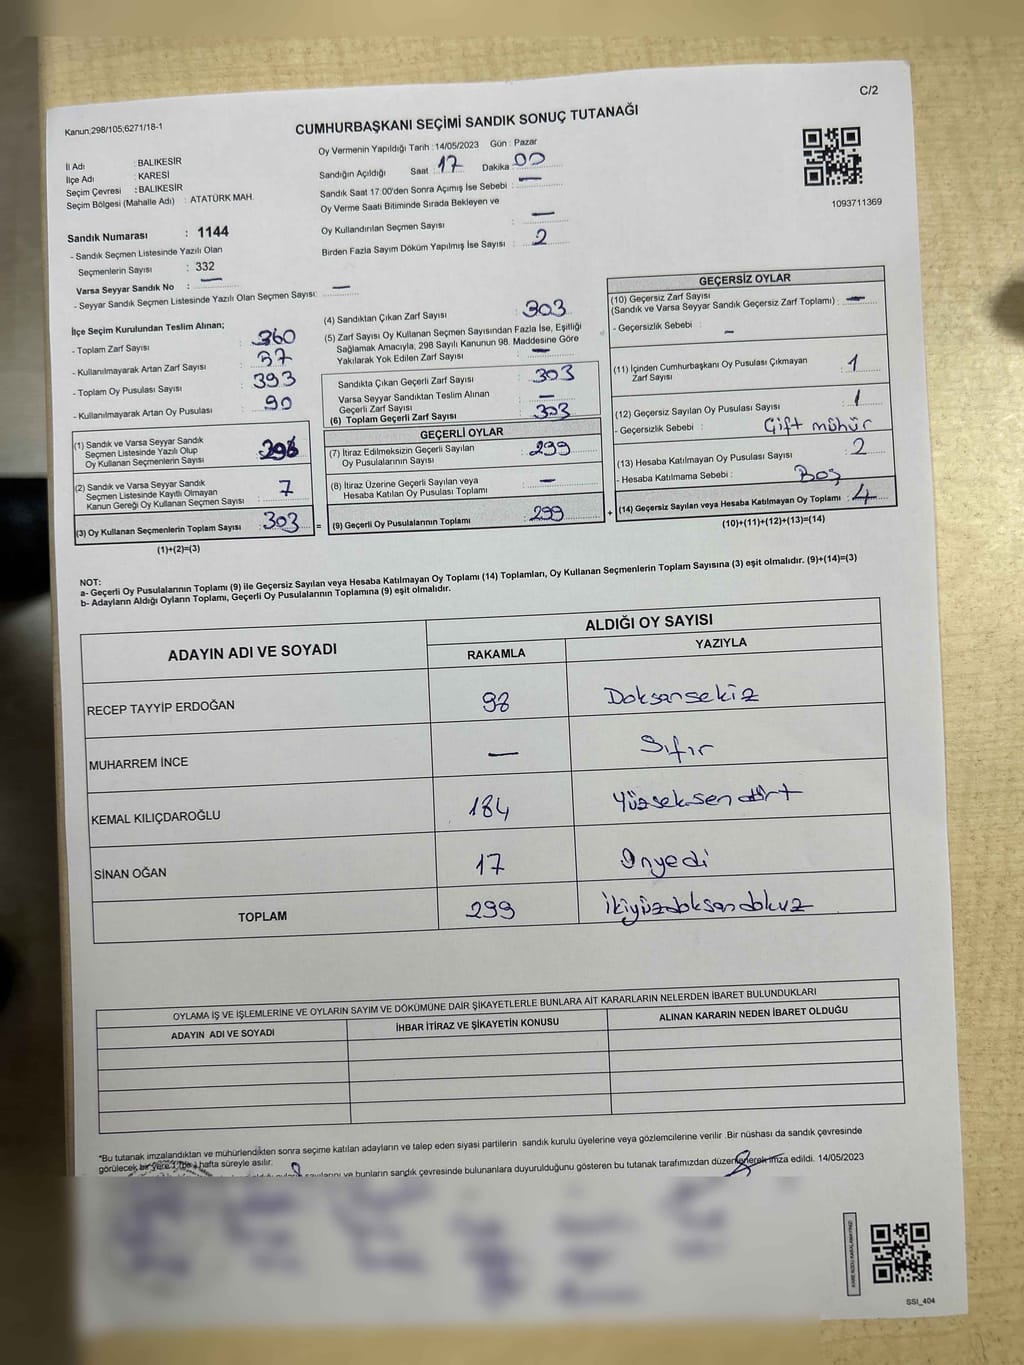 C/2
Kanun;298/105;6271/18-1
CUMHURBAŞKANI SEÇİMİ SANDIK SONUÇ TUTANAĞI
İl Adı : BALIKESİR
İlçe Adı : KARESİ
Seçim Çevresi : BALIKESİR
Seçim Bölgesi (Mahalle Adı) : ATATÜRK MAH.
Sandık Numarası : 1144
- Sandık Seçmen Listesinde Yazılı Olan
Seçmenlerin Sayısı : 332
Varsa Seyyar Sandık No : —
- Seyyar Sandık Seçmen Listesinde Yazılı Olan Seçmen Sayısı: —
Oy Vermenin Yapıldığı Tarih : 14/05/2023 Gün : Pazar
Sandığın Açıldığı Saat : 17 Dakika : 00
Sandık Saat 17:00'den Sonra Açımış İse Sebebi : —
Oy Verme Saati Bitiminde Sırada Bekleyen ve
Oy Kullandırılan Seçmen Sayısı : —
Birden Fazla Sayım Döküm Yapılmış İse Sayısı : 2
1093711369
İlçe Seçim Kurulundan Teslim Alınan;
- Toplam Zarf Sayısı : 360
- Kullanılmayarak Artan Zarf Sayısı : 57
- Toplam Oy Pusulası Sayısı : 393
- Kullanılmayarak Artan Oy Pusulası : 90
(1) Sandık ve Varsa Seyyar Sandık
Seçmen Listesinde Yazılı Olup
Oy Kullanan Seçmenlerin Sayısı : 296
(2) Sandık ve Varsa Seyyar Sandık
Seçmen Listesinde Kayıtlı Olmayan
Kanun Gereği Oy Kullanan Seçmen Sayısı : 7
(3) Oy Kullanan Seçmenlerin Toplam Sayısı : 303 =
(1)+(2)=(3)
(4) Sandıktan Çıkan Zarf Sayısı : 303
(5) Zarf Sayısı Oy Kullanan Seçmen Sayısından Fazla İse, Eşitliği
Sağlamak Amacıyla, 298 Sayılı Kanunun 98. Maddesine Göre
Yakılarak Yok Edilen Zarf Sayısı : —
Sandıkta Çıkan Geçerli Zarf Sayısı : 303
Varsa Seyyar Sandıktan Teslim Alınan
Geçerli Zarf Sayısı : —
(6) Toplam Geçerli Zarf Sayısı : 303
GEÇERLİ OYLAR
(7) İtiraz Edilmeksizin Geçerli Sayılan
Oy Pusulalarının Sayısı : 299
(8) İtiraz Üzerine Geçerli Sayılan veya
Hesaba Katılan Oy Pusulası Toplamı : —
(9) Geçerli Oy Pusulalarının Toplamı : 299 +
GEÇERSİZ OYLAR
(10) Geçersiz Zarf Sayısı
(Sandık ve Varsa Seyyar Sandık Geçersiz Zarf Toplamı) : —
- Geçersizlik Sebebi : —
(11) İçinden Cumhurbaşkanı Oy Pusulası Çıkmayan
Zarf Sayısı : 1
(12) Geçersiz Sayılan Oy Pusulası Sayısı : 1
- Geçersizlik Sebebi : Çift mühür
(13) Hesaba Katılmayan Oy Pusulası Sayısı : 2
- Hesaba Katılmama Sebebi : Boş
(14) Geçersiz Sayılan veya Hesaba Katılmayan Oy Toplamı : 4
(10)+(11)+(12)+(13)=(14)
NOT:
a- Geçerli Oy Pusulalarının Toplamı (9) ile Geçersiz Sayılan veya Hesaba Katılmayan Oy Toplamı (14) Toplamları, Oy Kullanan Seçmenlerin Toplam Sayısına (3) eşit olmalıdır. (9)+(14)=(3)
b- Adayların Aldığı Oyların Toplamı, Geçerli Oy Pusulalarının Toplamına (9) eşit olmalıdır.
ADAYIN ADI VE SOYADI ALDIĞI OY SAYISI
RAKAMLA YAZIYLA
RECEP TAYYİP ERDOĞAN 98 Doksansekiz
MUHARREM İNCE — Sıfır
KEMAL KILIÇDAROĞLU 184 Yüzseksendört
SİNAN OĞAN 17 Onyedi
TOPLAM 299 ikiyüzdoksandokuz
OYLAMA İŞ VE İŞLEMLERİNE VE OYLARIN SAYIM VE DÖKÜMÜNE DAİR ŞİKAYETLERLE BUNLARA AİT KARARLARIN NELERDEN İBARET BULUNDUKLARI
ADAYIN ADI VE SOYADI İHBAR İTİRAZ VE ŞİKAYETİN KONUSU ALINAN KARARIN NEDEN İBARET OLDUĞU
*Bu tutanak imzalandıktan ve mühürlendikten sonra seçime katılan adayların ve talep eden siyasi partilerin sandık kurulu üyelerine veya gözlemcilerine verilir .Bir nüshası da sandık çevresinde
görülecek bir yere hafta süreyle asılır.
sayılarını ve bunların sandık çevresinde bulunanlara duyurulduğunu gösteren bu tutanak tarafımızdan düzenlenerek imza edildi. 14/05/2023
SSI_404